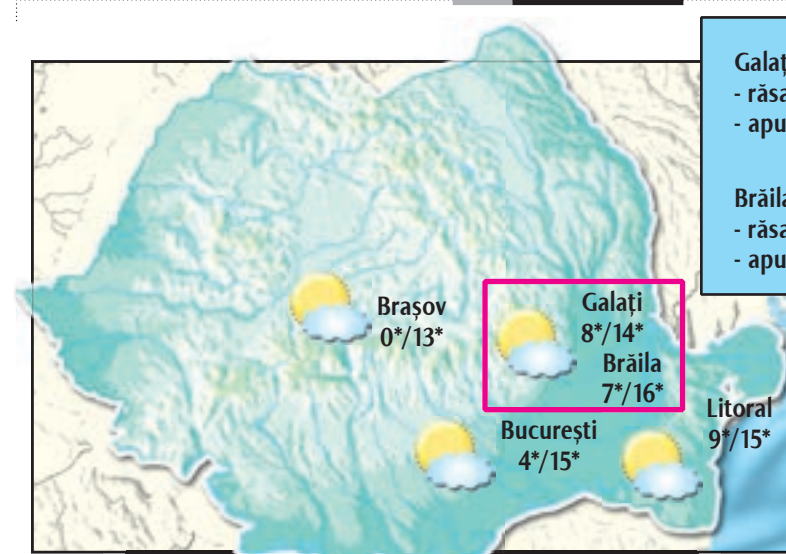 Galaț
- răsa
- apu
Brăila
- răsa
- apu
Brașov
0*/13*
Galați
8*/14*
Brăila
7*/16*
Litoral
9*/15*
București
4*/15*